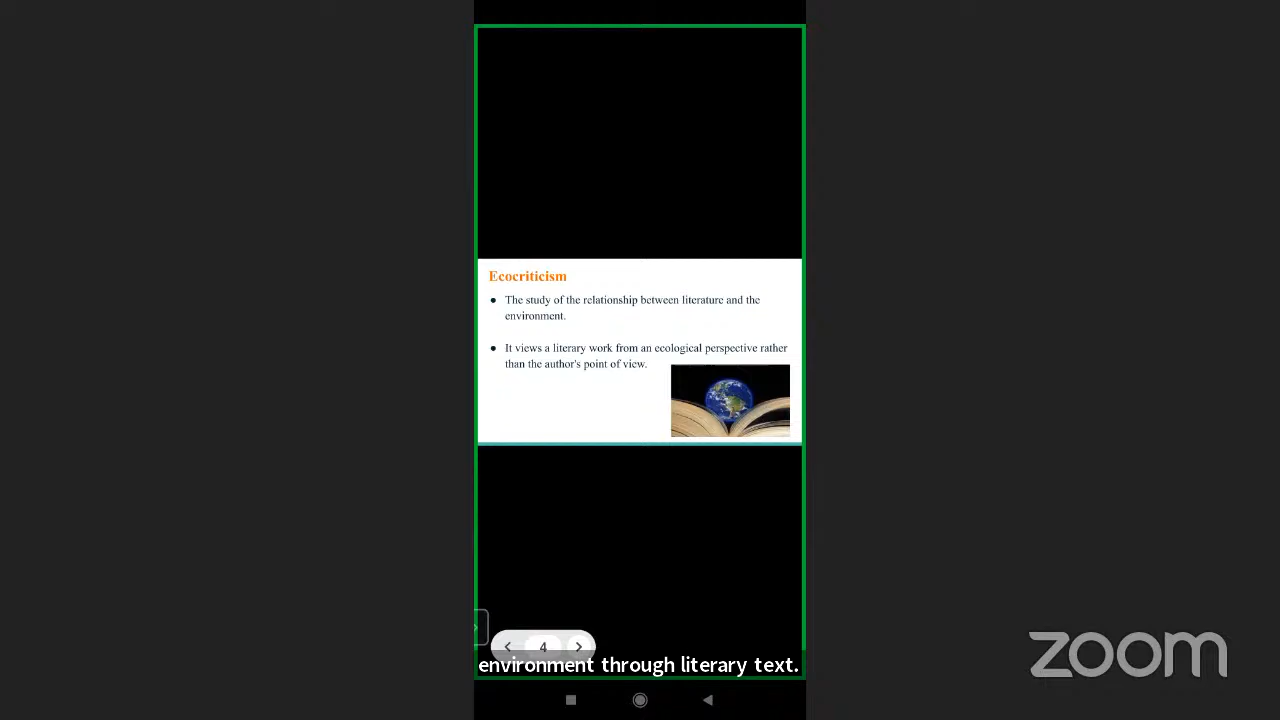 Ecocriticism
● The study of the relationship between literature and the
environment.
● It views a literary work from an ecological perspective rather
than the author's point of view.
4
environment through literary text.
zoom